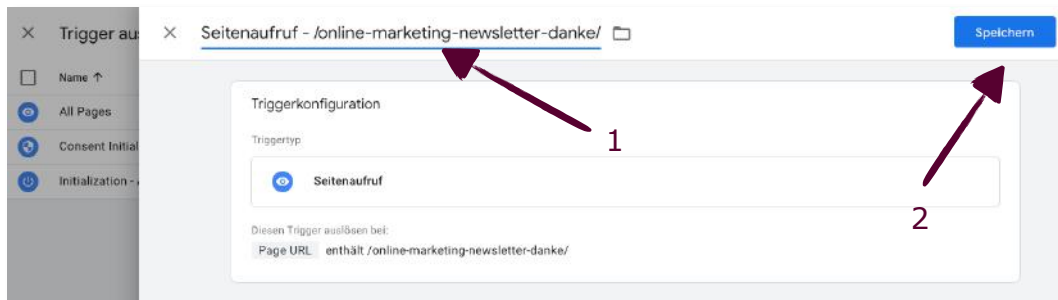 Trigger au
Seitenaufruf - /online-marketing-newsletter-danke/
Speichern
Name ↑
All Pages
Consent Initial
Initialization -
Triggerkonfiguration
Triggertyp
1
Seitenaufruf
2
Diesen Trigger auslösen bei:
Page URL enthält /online-marketing-newsletter-danke/